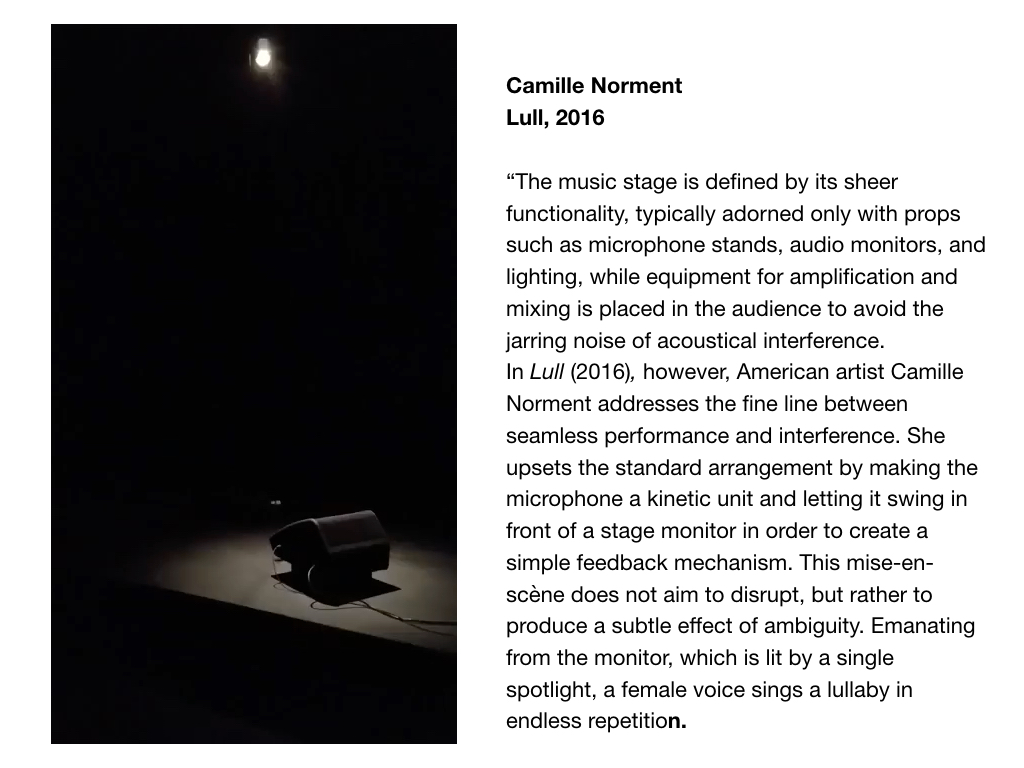 Camille Norment
Lull, 2016
“The music stage is defined by its sheer
functionality, typically adorned only with props
such as microphone stands, audio monitors, and
lighting, while equipment for amplification and
mixing is placed in the audience to avoid the
jarring noise of acoustical interference.
In Lull (2016), however, American artist Camille
Norment addresses the fine line between
seamless performance and interference. She
upsets the standard arrangement by making the
microphone a kinetic unit and letting it swing in
front of a stage monitor in order to create a
simple feedback mechanism. This mise-en-
scène does not aim to disrupt, but rather to
produce a subtle effect of ambiguity. Emanating
from the monitor, which is lit by a single
spotlight, a female voice sings a lullaby in
endless repetition.